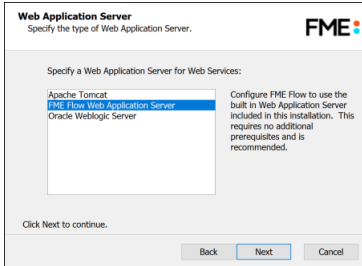 Web Application Server
Specify the type of Web Application Server.
FME
Specify a Web Application Server for Web Services:
Apache Tomcat
FME Flow Web Application Server
Oracle Weblogic Server
Configure FME Flow to use the
built in Web Application Server
included in this installation. This
requires no additional
prerequisites and is
recommended.
Click Next to continue.
Back
Next
Cancel